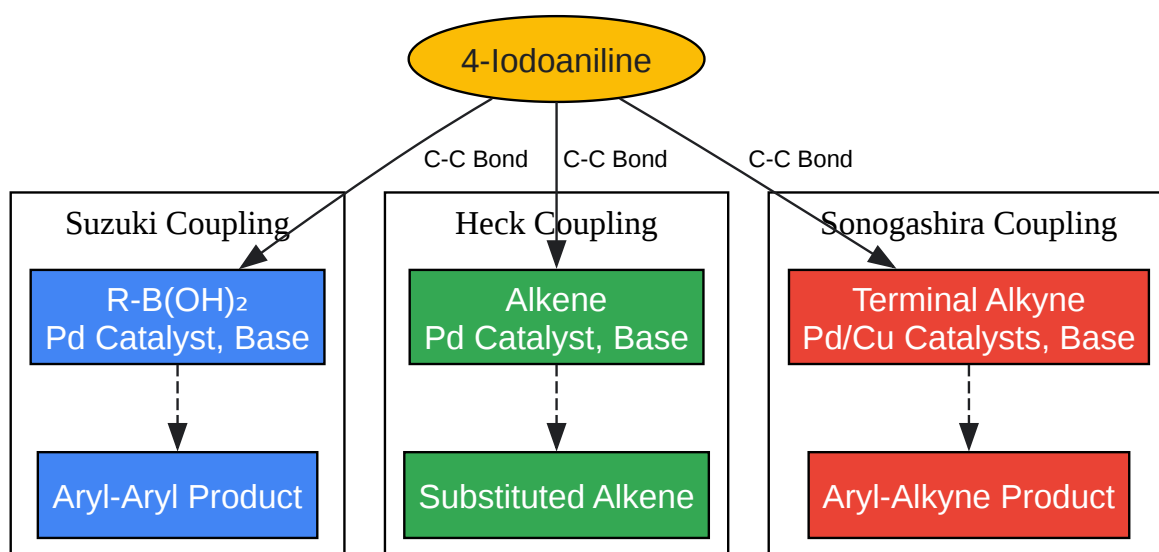 4-Iodoaniline
C-C Bond
C-C Bond
C-C Bond
Suzuki Coupling
Heck Coupling
Sonogashira Coupling
R-B(OH)₂
Pd Catalyst, Base
Alkene
Pd Catalyst, Base
Terminal Alkyne
Pd/Cu Catalysts, Base
Aryl-Aryl Product
Substituted Alkene
Aryl-Alkyne Product